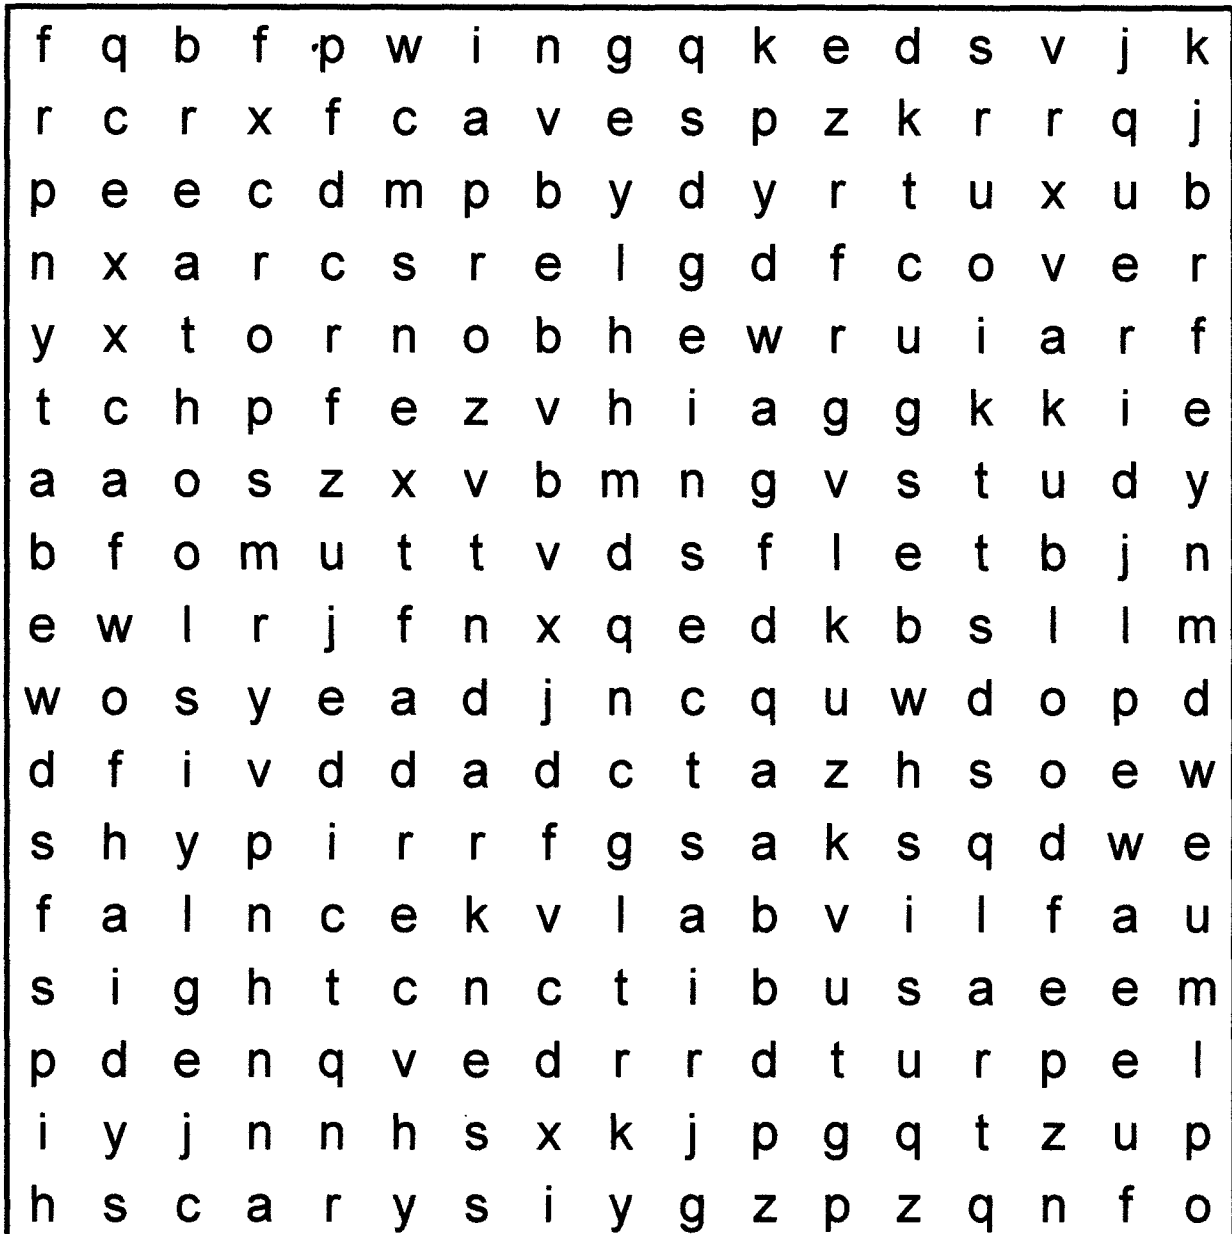 f q b f p w i n g q k e d s v j k
r c r x f c a v e s p z k r r q j
p e e c d m p b y d y r t u x u b
n x a r c s r e l g d f c o v e r
y x t o r n o b h e w r u i a r f
t c h p f e z v h i a g g k k i e
a a o s z x v b m n g v s t u d y
b f o m u t t v d s f l e t b j n
e w l r j f n x q e d k b s l l m
w o s y e a d j n c q u w d o p d
d f i v d d a d c t a z h s o e w
s h y p i r r f g s a k s q d w e
f a l n c e k v l a b v i l f a u
s i g h t c n c t i b u s a e e m
p d e n q v e d r r d t u r p e l
i y j n n h s x k j p g q t z u p
h s c a r y s i y g z p z q n f o